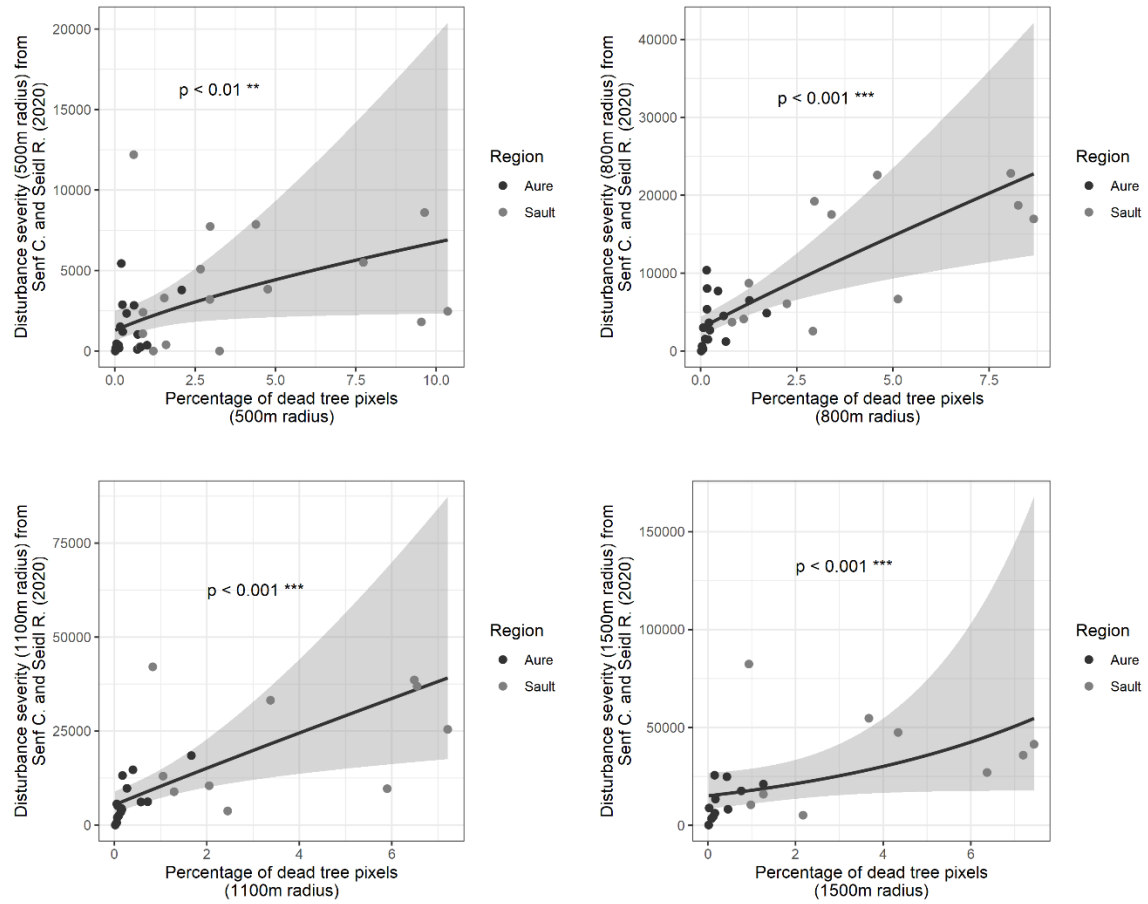 Disturbance severity (500m radius) from
Senf C. and Seidl R. (2020)
20000
15000
10000
5000
0
p < 0.01 **
0.0 2.5 5.0 7.5 10.0
Percentage of dead tree pixels
(500m radius)
Region
Aure
Sault
Disturbance severity (800m radius) from
Senf C. and Seidl R. (2020)
40000
30000
20000
10000
0
p < 0.001 ***
0.0 2.5 5.0 7.5
Percentage of dead tree pixels
(800m radius)
Region
Aure
Sault
Disturbance severity (1100m radius) from
Senf C. and Seidl R. (2020)
75000
50000
25000
0
p < 0.001 ***
0 2 4 6
Percentage of dead tree pixels
(1100m radius)
Region
Aure
Sault
Disturbance severity (1500m radius) from
Senf C. and Seidl R. (2020)
150000
100000
50000
0
p < 0.001 ***
0 2 4 6
Percentage of dead tree pixels
(1500m radius)
Region
Aure
Sault